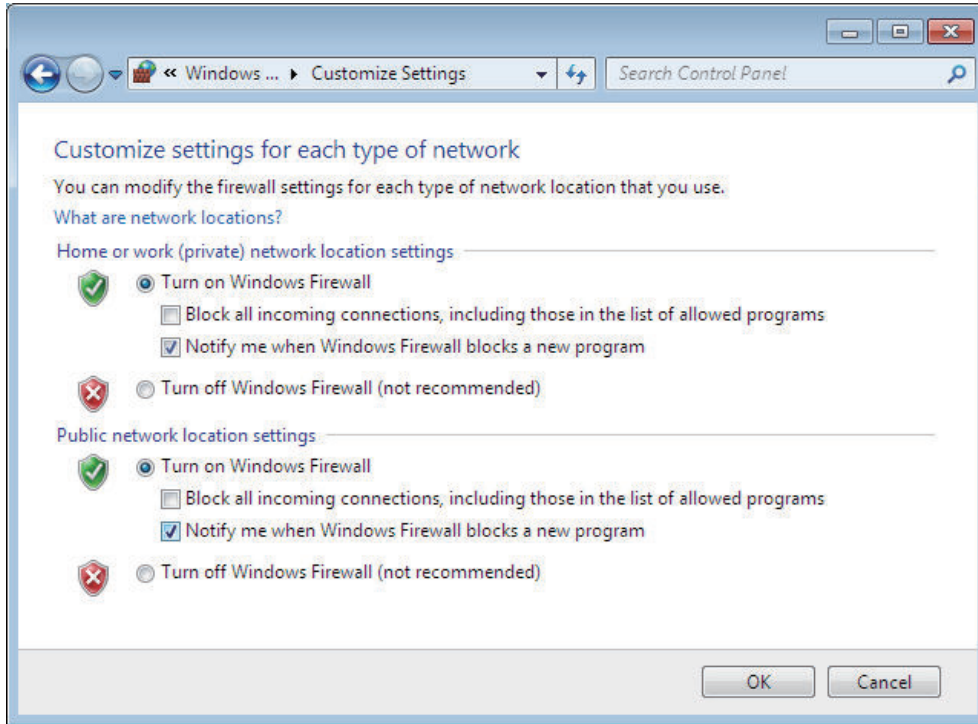 « Windows ... ▸ Customize Settings
Search Control Panel
Customize settings for each type of network
You can modify the firewall settings for each type of network location that you use.
What are network locations?
Home or work (private) network location settings
Turn on Windows Firewall
Block all incoming connections, including those in the list of allowed programs
Notify me when Windows Firewall blocks a new program
Turn off Windows Firewall (not recommended)
Public network location settings
Turn on Windows Firewall
Block all incoming connections, including those in the list of allowed programs
Notify me when Windows Firewall blocks a new program
Turn off Windows Firewall (not recommended)
OK
Cancel